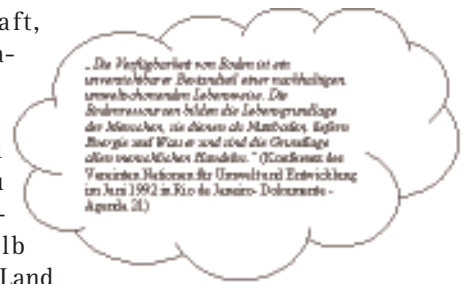 aft,
n-
„Die Verfügbarkeit von Boden ist ein
unverzichtbarer Bestandteil einer nachhaltigen,
umweltschonenden Lebensweise. Die
Bodenressourcen bilden die Lebensgrundlage
der Menschen, sie dienen als Nutzboden, liefern
Energie und Wasser und sind die Grundlage
allen menschlichen Handelns." (Konferenz der
Vereinten Nationen für Umwelt und Entwicklung
im Juni 1992 in Rio de Janeiro- Dokumente -
Agenda 21)
-
lb
Land